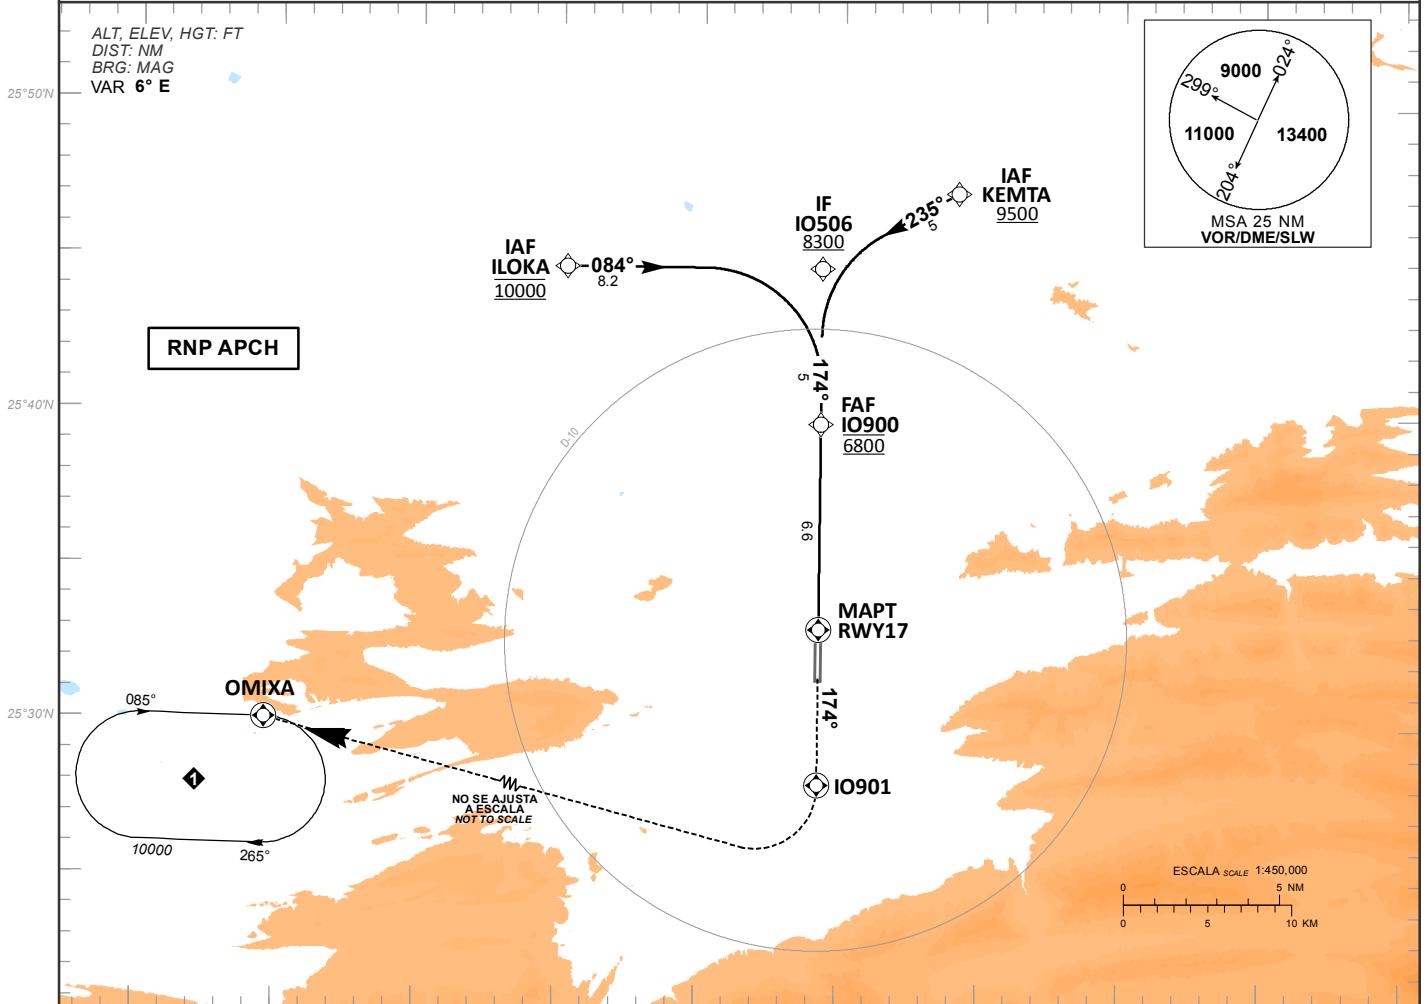 ALT, ELEV, HGT: FT
DIST: NM
BRG: MAG
VAR 6° E
25°50'N
25°40'N
25°30'N
RNP APCH
IAF
ILOKA
10000
084°
8.2
IF
IO506
8300
IAF
KEMTA
9500
235°
5
9000
024°
299°
11000
13400
204°
MSA 25 NM
VOR/DME/SLW
D-10
174°
5
FAF
IO900
6800
6.6
MAPT
RWY17
174°
IO901
OMIXA
085°
1
10000
265°
NO SE AJUSTA
A ESCALA
NOT TO SCALE
ESCALA SCALE 1:450,000
0 5 NM
0 5 10 KM